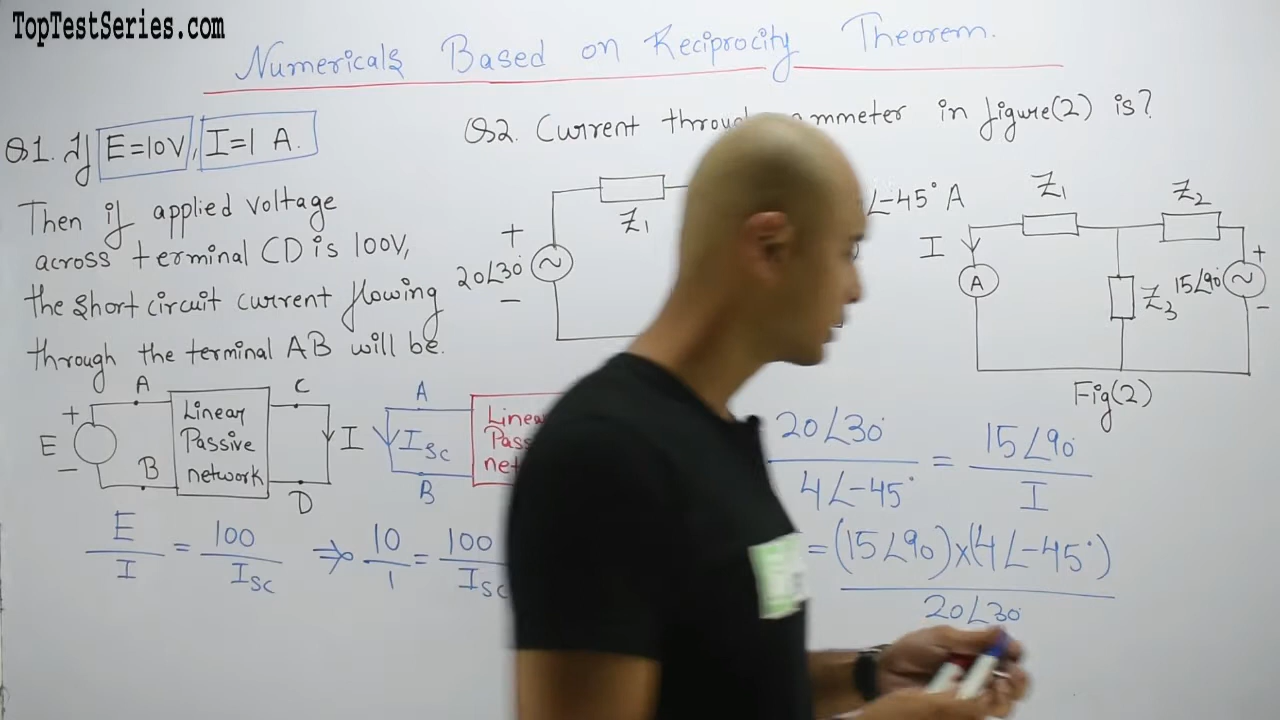 TopTestSeries.com
Numericals Based on Reciprocity Theorem.
Q1. If E=10V, I=1 A.
Then if applied voltage
across terminal CD is 100V,
the short circuit current flowing
through the terminal AB will be.
A
C
+
E
-
Linear
Passive
network
I
B
D
A
Isc
B
E/I = 100/Isc ⇒ 10/1 = 100/Isc
Q2. Current through ammeter in figure(2) is?
+
20∠30°
-
Z1
∠-45° A
Z1
Z2
I
A
Z3
15∠90°
+
-
Fig(2)
20∠30°/4∠-45° = 15∠90°/I
= (15∠90°)×(4∠-45°)
20∠30°